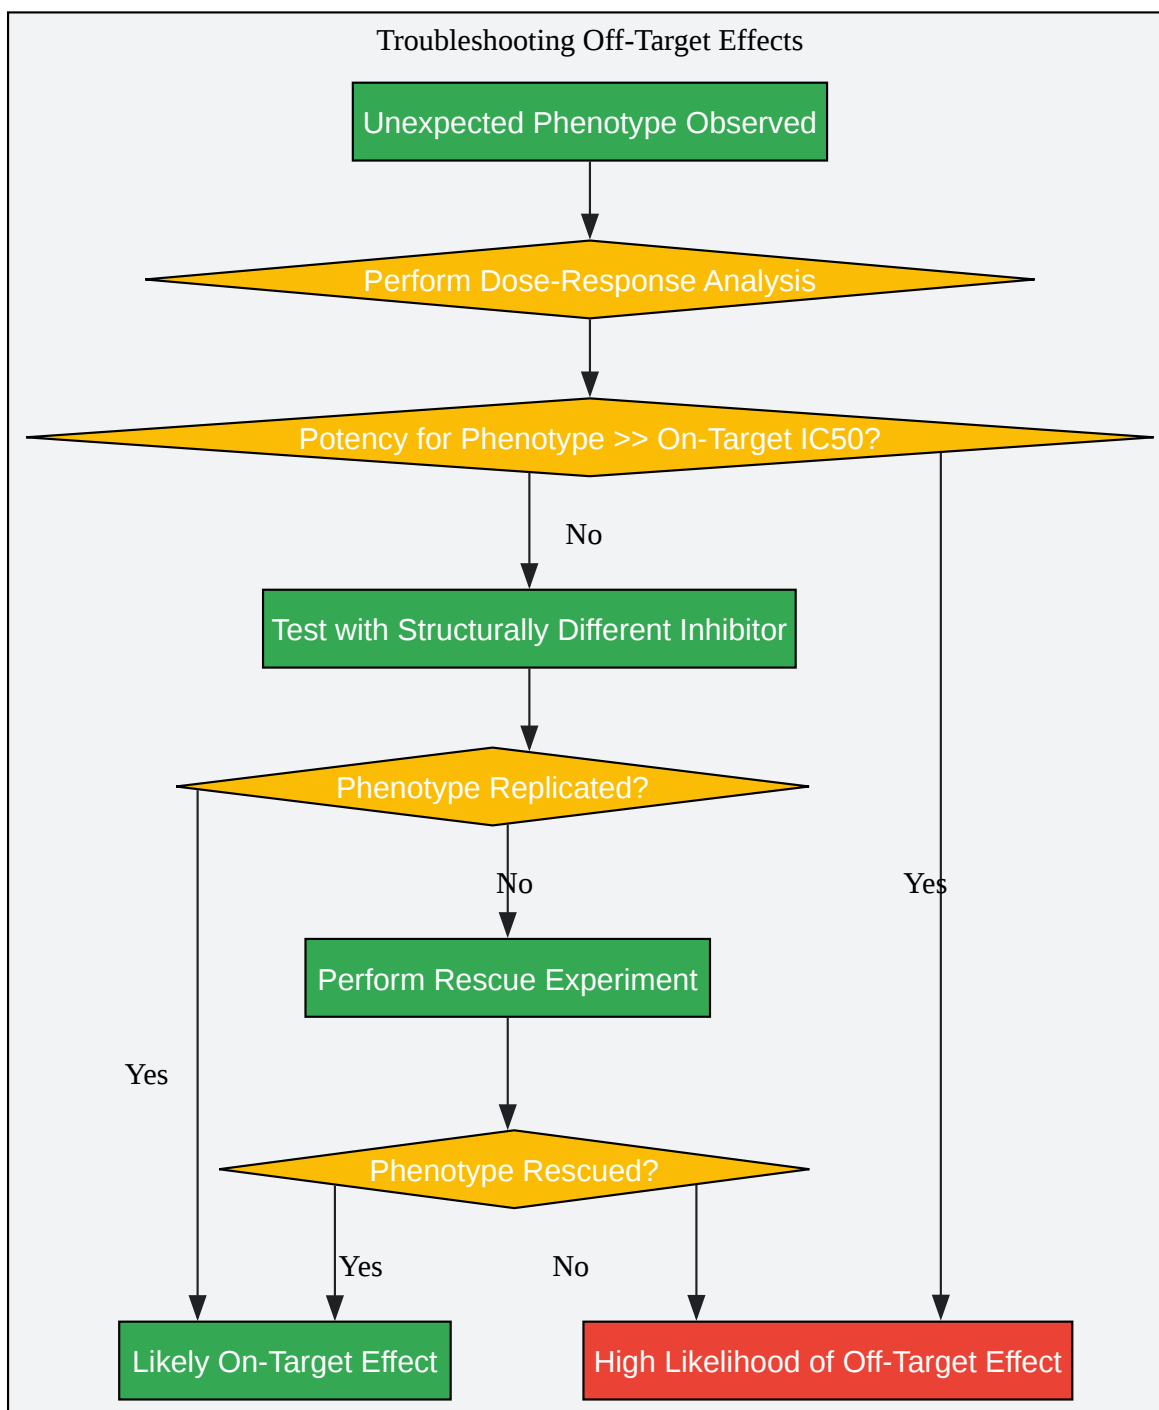 Troubleshooting Off-Target Effects
Unexpected Phenotype Observed
Perform Dose-Response Analysis
Potency for Phenotype >> On-Target IC50?
No
Test with Structurally Different Inhibitor
Phenotype Replicated?
No
Yes
Perform Rescue Experiment
Yes
Phenotype Rescued?
Yes
No
Likely On-Target Effect
High Likelihood of Off-Target Effect